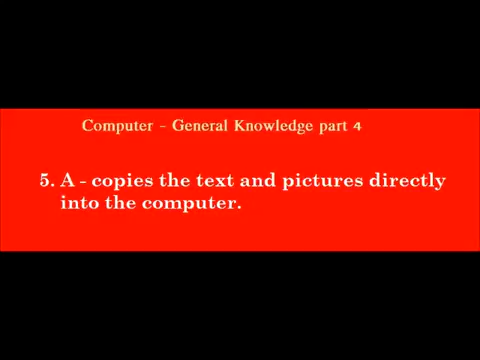 Computer - General Knowledge part 4
5. A - copies the text and pictures directly
into the computer.